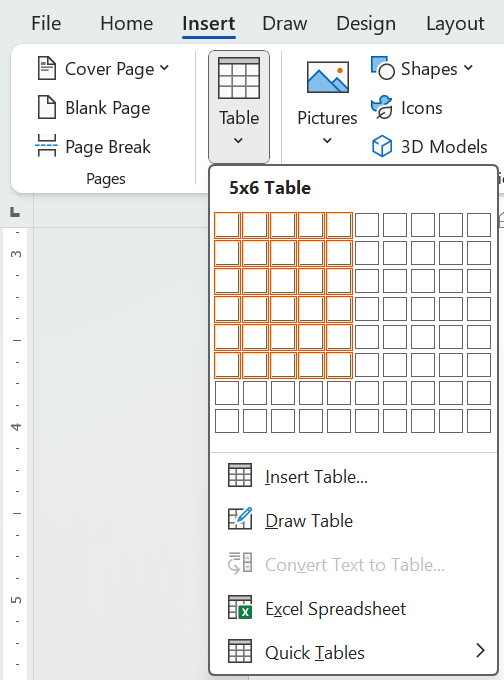 File Home Insert Draw Design Layout
Cover Page
Blank Page
Page Break
Pages
Table
Pictures
Shapes
Icons
3D Models
5x6 Table
Insert Table...
Draw Table
Convert Text to Table...
Excel Spreadsheet
Quick Tables
3
4
5